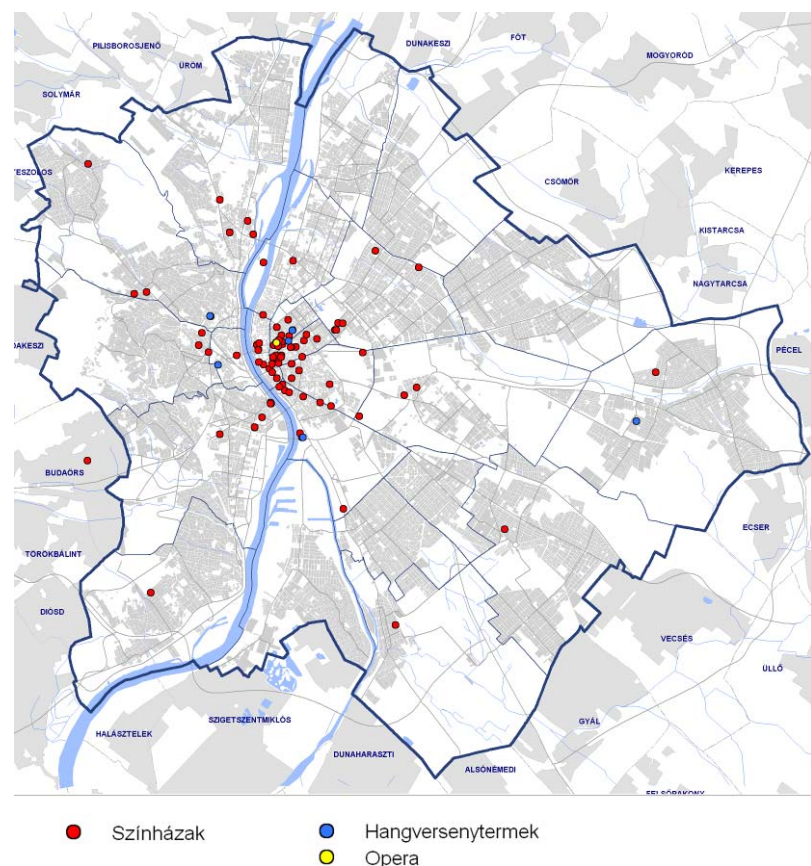 PILISBOROSJENŐ
ÜRÖM
DUNAKESZI
FÓT
MOGYORÓD
SOLYMÁR
CSÖMÖR
KEREPES
KISTARCSA
NAGYTARCSA
PÉCEL
BUDAÖRS
ECSER
TÖRÖKBÁLINT
DIÓSD
VECSÉS
ÜLLŐ
HALÁSZTELEK
SZIGETSZENTMIKLÓS
GYÁL
DUNAHARASZTI
ALSÓNÉMEDI
Színházak
Hangversenytermek
Opera